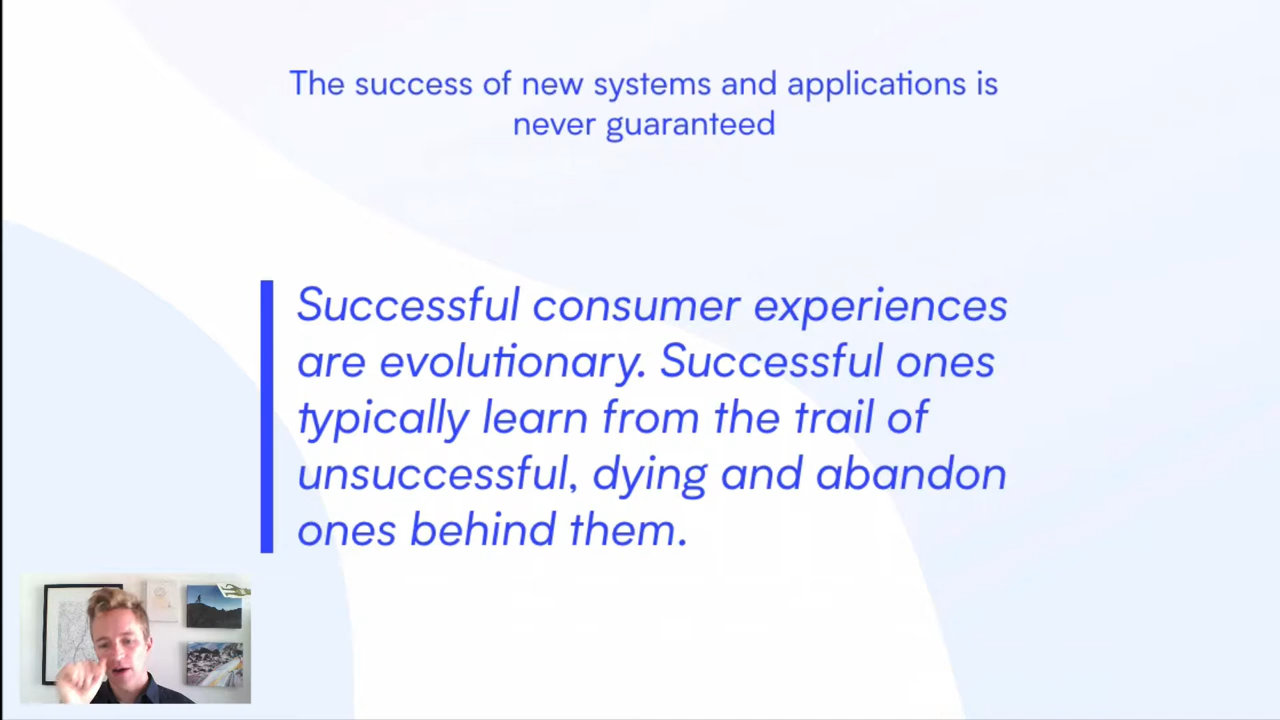 The success of new systems and applications is
never guaranteed
Successful consumer experiences
are evolutionary. Successful ones
typically learn from the trail of
unsuccessful, dying and abandon
ones behind them.